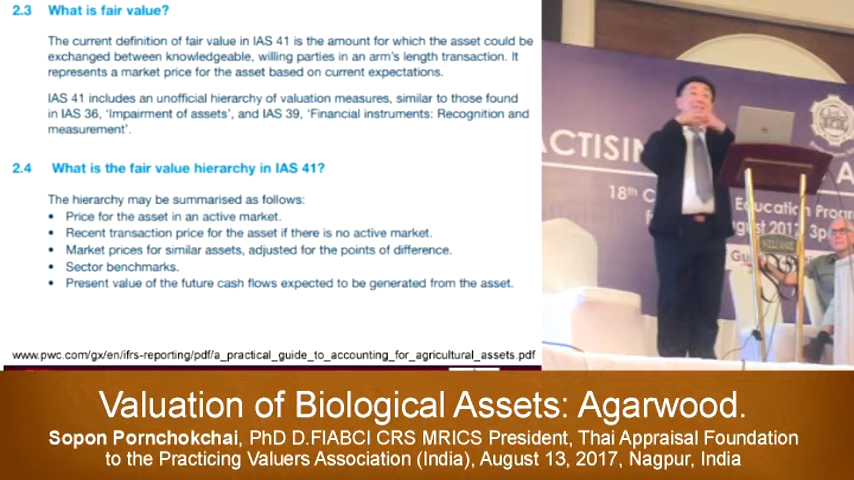 2.3 What is fair value?
The current definition of fair value in IAS 41 is the amount for which the asset could be
exchanged between knowledgeable, willing parties in an arm's length transaction. It
represents a market price for the asset based on current expectations.
IAS 41 includes an unofficial hierarchy of valuation measures, similar to those found
in IAS 36, 'Impairment of assets', and IAS 39, 'Financial instruments: Recognition and
measurement'.
2.4 What is the fair value hierarchy in IAS 41?
The hierarchy may be summarised as follows:
• Price for the asset in an active market.
• Recent transaction price for the asset if there is no active market.
• Market prices for similar assets, adjusted for the points of difference.
• Sector benchmarks.
• Present value of the future cash flows expected to be generated from the asset.
www.pwc.com/gx/en/ifrs-reporting/pdf/a_practical_guide_to_accounting_for_agricultural_assets.pdf
ACTISIN
A
18th C
Education Progra
gust 2017, 3p
WELCOME
Valuation of Biological Assets: Agarwood.
Sopon Pornchokchai, PhD D.FIABCI CRS MRICS President, Thai Appraisal Foundation
to the Practicing Valuers Association (India), August 13, 2017, Nagpur, India